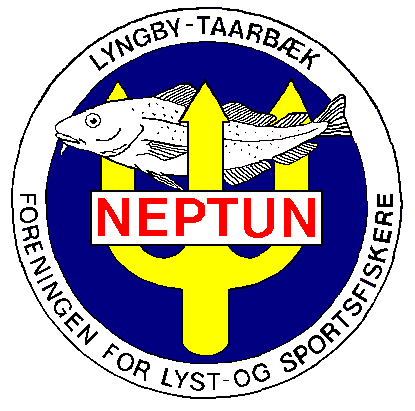 LYNGBY-TAARBÆK
NEPTUN
FORENINGEN FOR LYST-OG SPORTSFISKERE